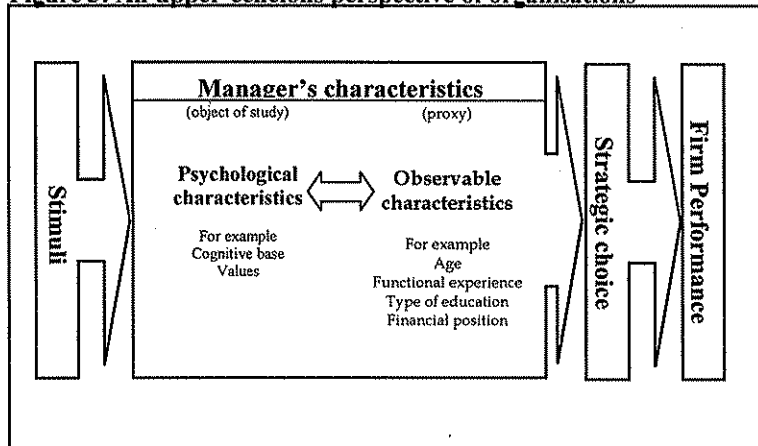 Figure 3: An upper echelons perspective of organisations
Manager's characteristics
(object of study) (proxy)
Stimuli
Psychological
characteristics
For example
Cognitive base
Values
Observable
characteristics
For example
Age
Functional experience
Type of education
Financial position
Strategic choice
Firm Performance